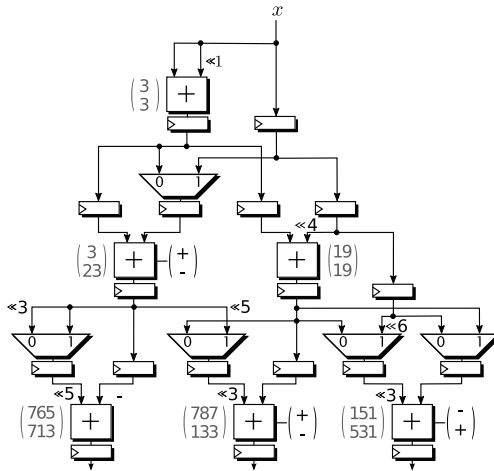 x
≪1
(3 3) +
0 1
≪4
(3 23) + (+ -)
+ (19 19)
≪3 ≪5 ≪6
0 1 0 1 0 1 0 1
≪5 - ≪3 ≪3
(765 713) + (787 133) + (+ -) (151 531) + (- +)